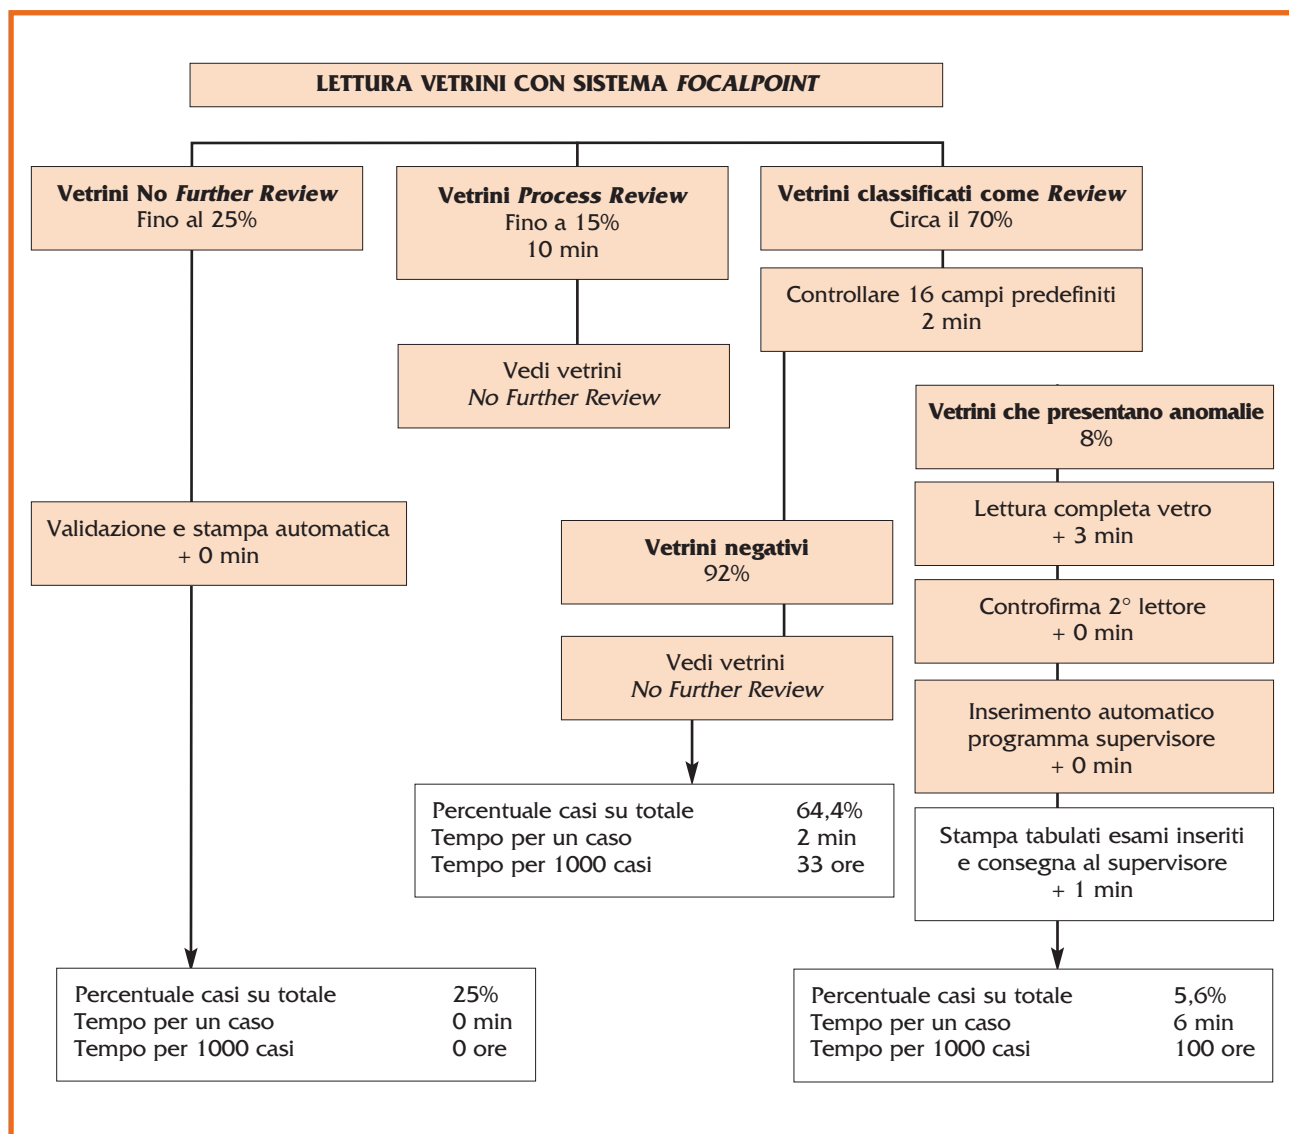 LETTURA VETRINI CON SISTEMA FOCALPOINT
Vetrini No Further Review
Fino al 25%
Vetrini Process Review
Fino a 15%
10 min
Vetrini classificati come Review
Circa il 70%
Controllare 16 campi predefiniti
2 min
Vedi vetrini
No Further Review
Vetrini che presentano anomalie
8%
Lettura completa vetro
+ 3 min
Validazione e stampa automatica
+ 0 min
Vetrini negativi
92%
Controfirma 2° lettore
+ 0 min
Vedi vetrini
No Further Review
Inserimento automatico
programma supervisore
+ 0 min
Percentuale casi su totale 64,4%
Tempo per un caso 2 min
Tempo per 1000 casi 33 ore
Stampa tabulati esami inseriti
e consegna al supervisore
+ 1 min
Percentuale casi su totale 25%
Tempo per un caso 0 min
Tempo per 1000 casi 0 ore
Percentuale casi su totale 5,6%
Tempo per un caso 6 min
Tempo per 1000 casi 100 ore